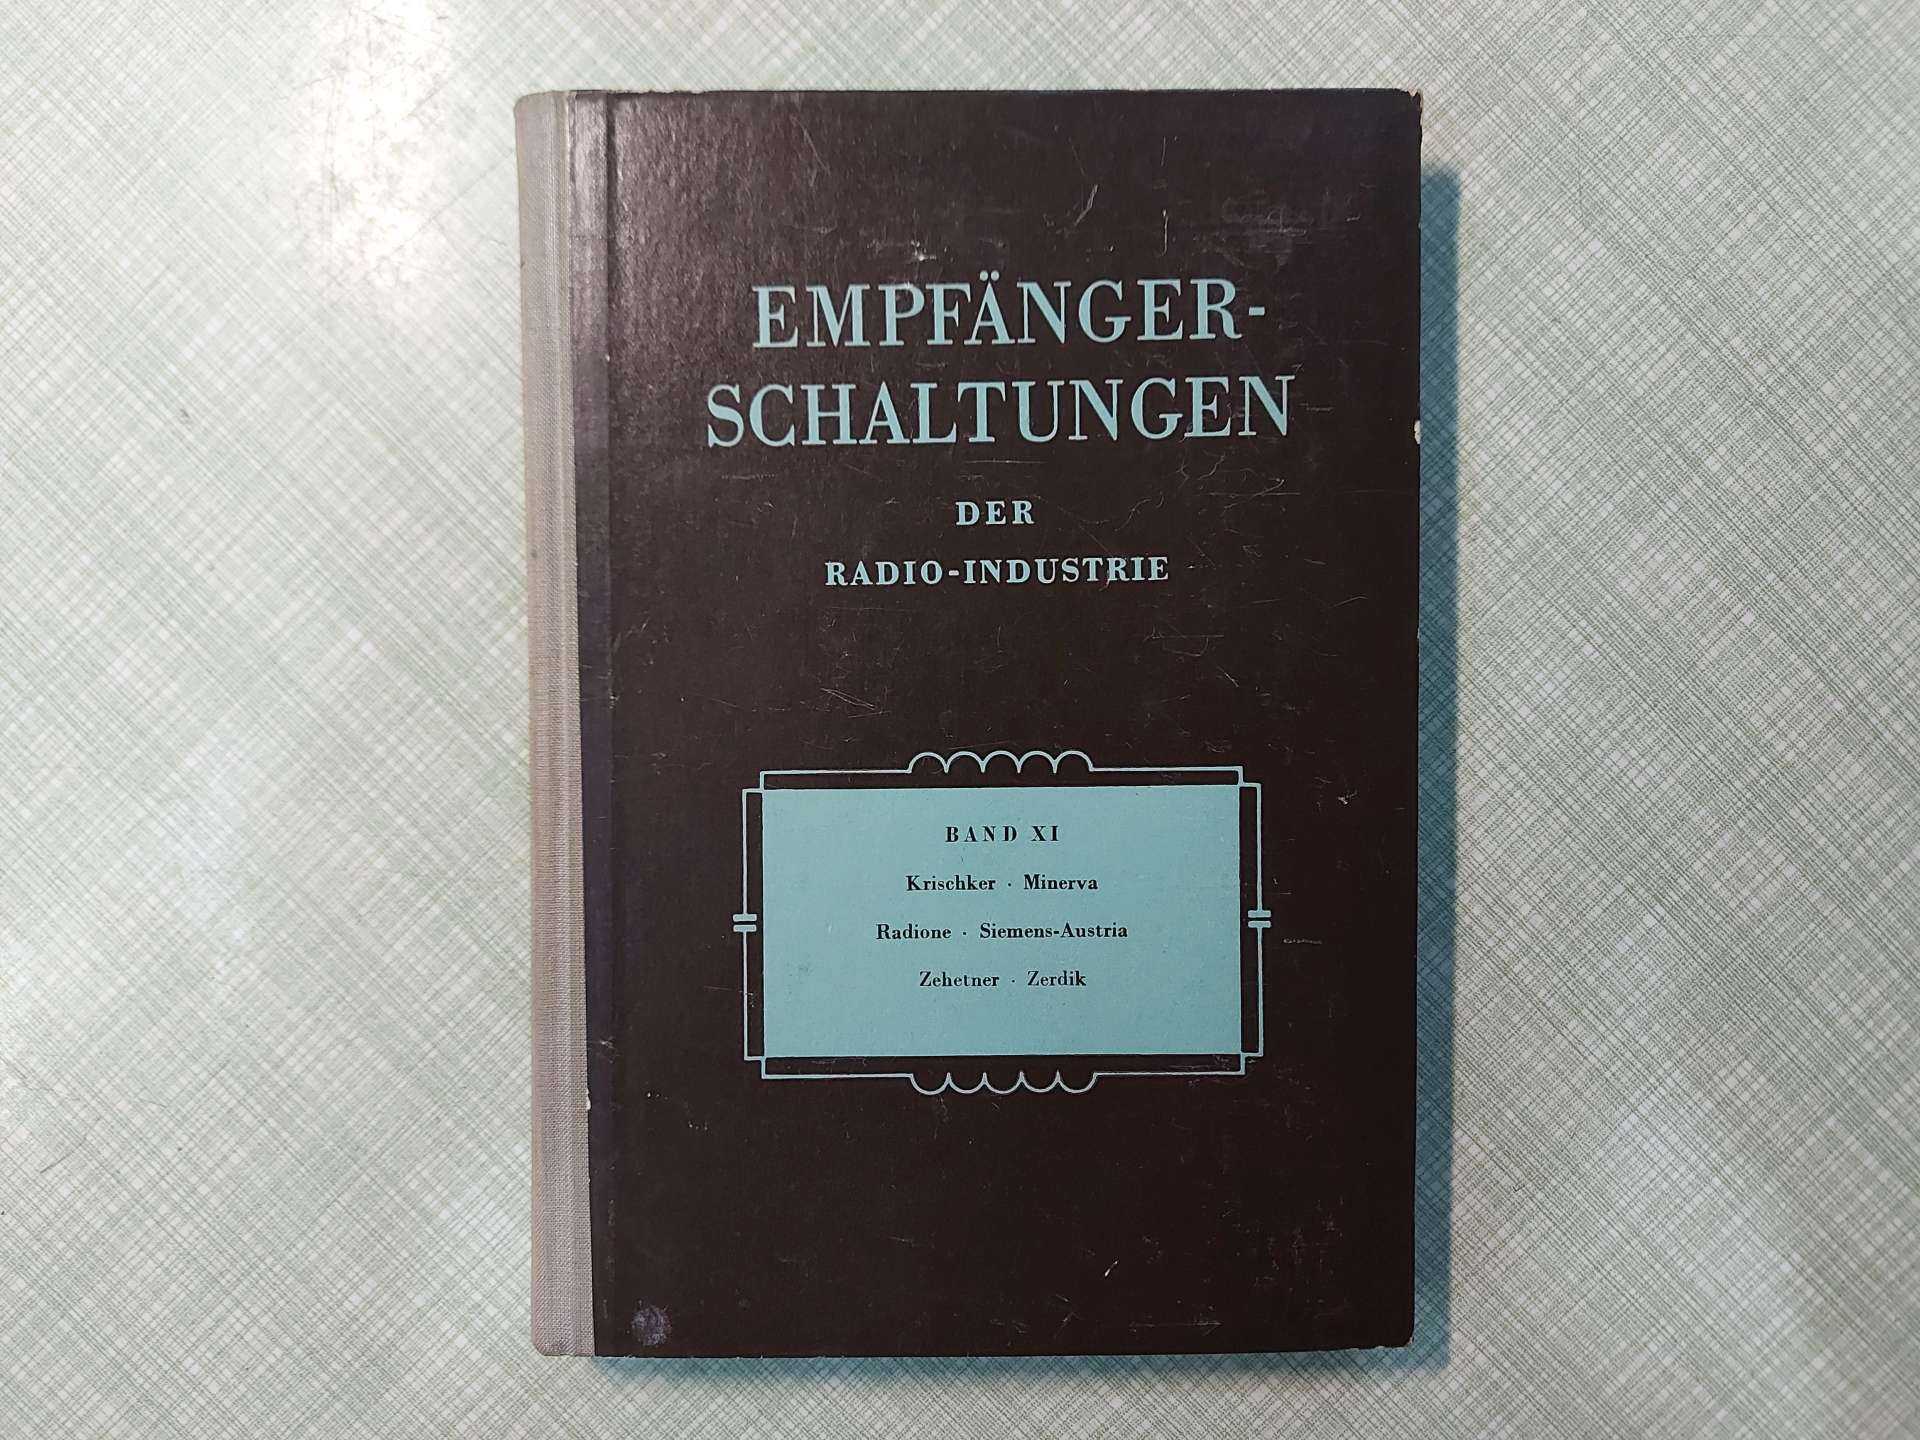 EMPFÄNGER-
SCHALTUNGEN
DER
RADIO-INDUSTRIE
BAND XI
Krischker · Minerva
Radione · Siemens-Austria
Zehetner · Zerdik